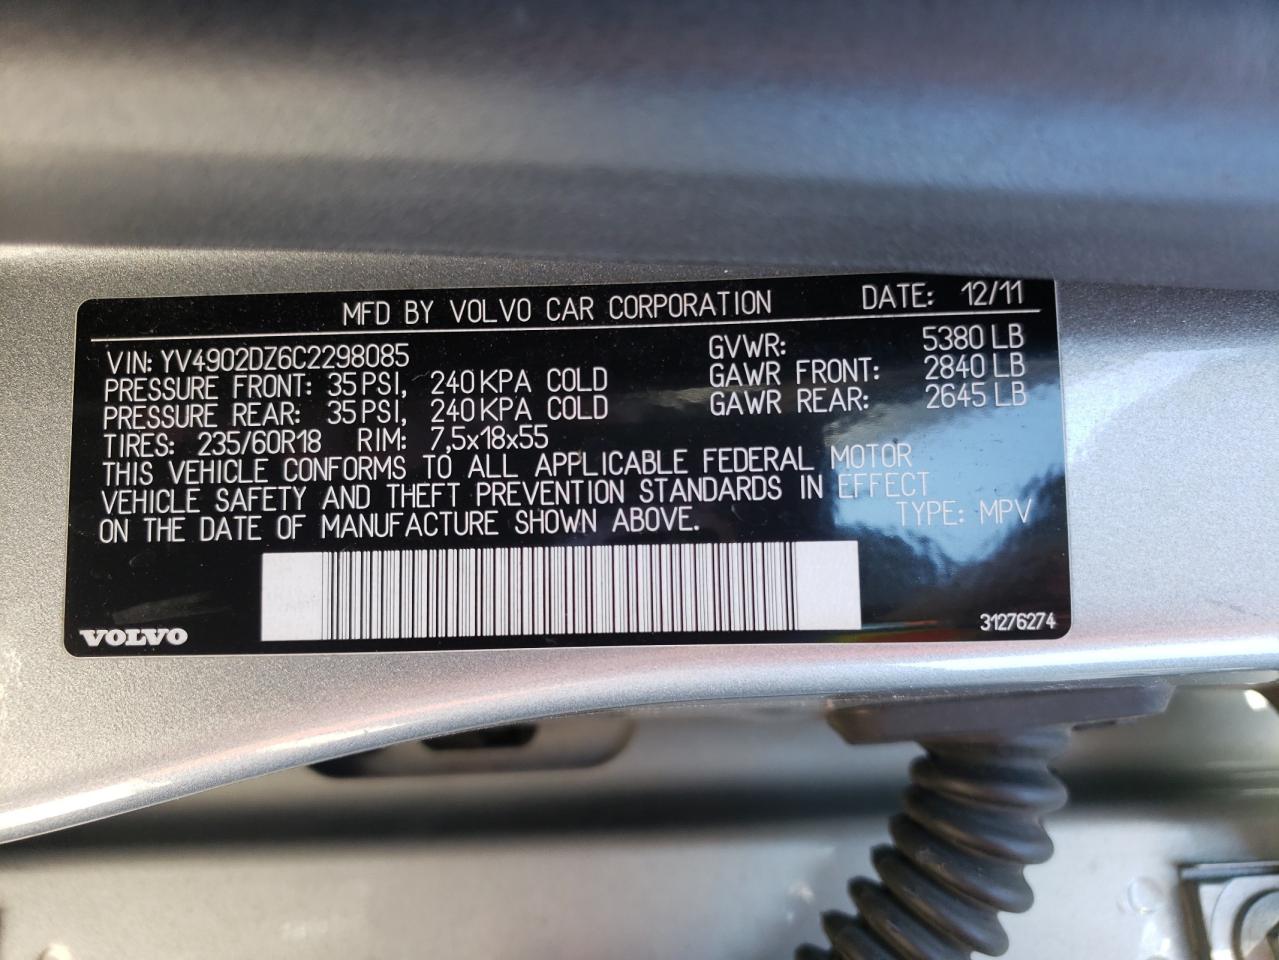 MFD BY VOLVO CAR CORPORATION DATE: 12/11
VIN: YV4902DZ6C2298085 GVWR: 5380 LB
PRESSURE FRONT: 35 PSI, 240 KPA COLD GAWR FRONT: 2840 LB
PRESSURE REAR: 35 PSI, 240 KPA COLD GAWR REAR: 2645 LB
TIRES: 235/60R18 RIM: 7,5x18x55
THIS VEHICLE CONFORMS TO ALL APPLICABLE FEDERAL MOTOR
VEHICLE SAFETY AND THEFT PREVENTION STANDARDS IN EFFECT
ON THE DATE OF MANUFACTURE SHOWN ABOVE. TYPE: MPV
VOLVO 31276274